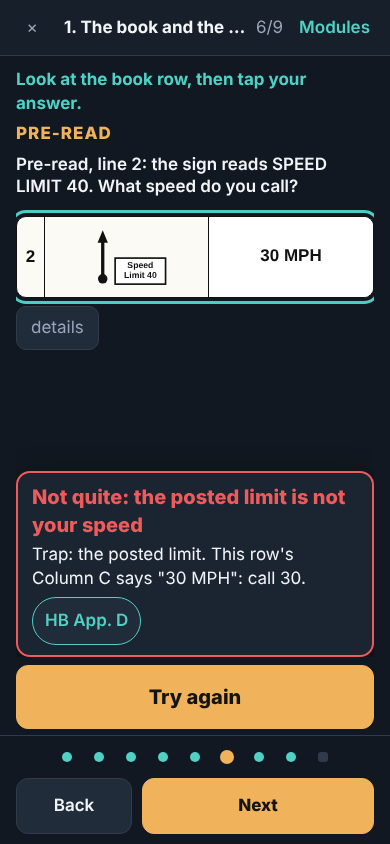 ×
1. The book and the ...
6/9
Modules
Look at the book row, then tap your
answer.
PRE-READ
Pre-read, line 2: the sign reads SPEED
LIMIT 40. What speed do you call?
2
Speed
Limit 40
30 MPH
details
Not quite: the posted limit is not
your speed
Trap: the posted limit. This row's
Column C says "30 MPH": call 30.
HB App. D
Try again
Back
Next